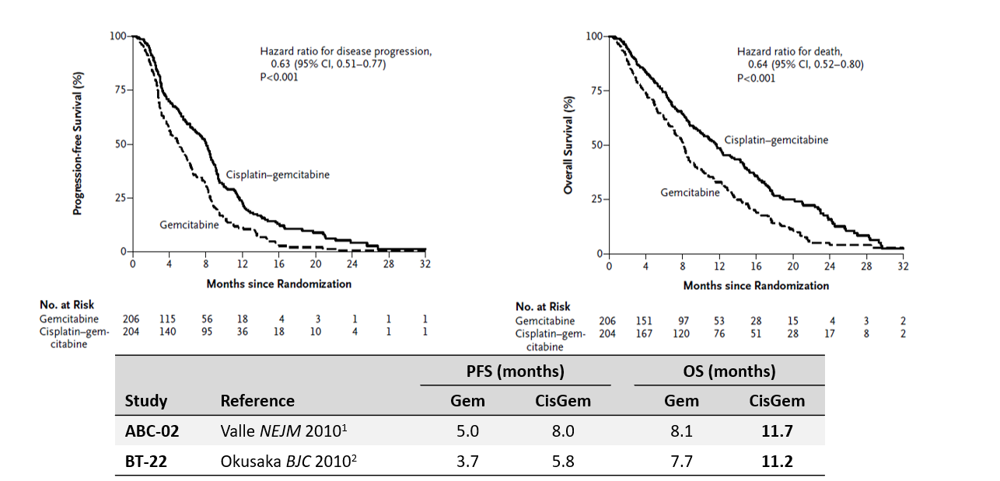 Progression-free Survival (%)
100
75
50
25
0
Hazard ratio for disease progression,
0.63 (95% CI, 0.51–0.77)
P<0.001
Cisplatin–gemcitabine
Gemcitabine
0 4 8 12 16 20 24 28 32
Months since Randomization
No. at Risk
Gemcitabine 206 115 56 18 4 3 1 1 1
Cisplatin–gem- 204 140 95 36 18 10 4 1 1
citabine
Overall Survival (%)
100
75
50
25
0
Hazard ratio for death,
0.64 (95% CI, 0.52–0.80)
P<0.001
Cisplatin–gemcitabine
Gemcitabine
0 4 8 12 16 20 24 28 32
Months since Randomization
No. at Risk
Gemcitabine 206 151 97 53 28 15 4 3 2
Cisplatin–gem- 204 167 120 76 51 28 17 8 2
citabine
PFS (months) OS (months)
Study Reference Gem CisGem Gem CisGem
ABC-02 Valle NEJM 2010¹ 5.0 8.0 8.1 11.7
BT-22 Okusaka BJC 2010² 3.7 5.8 7.7 11.2